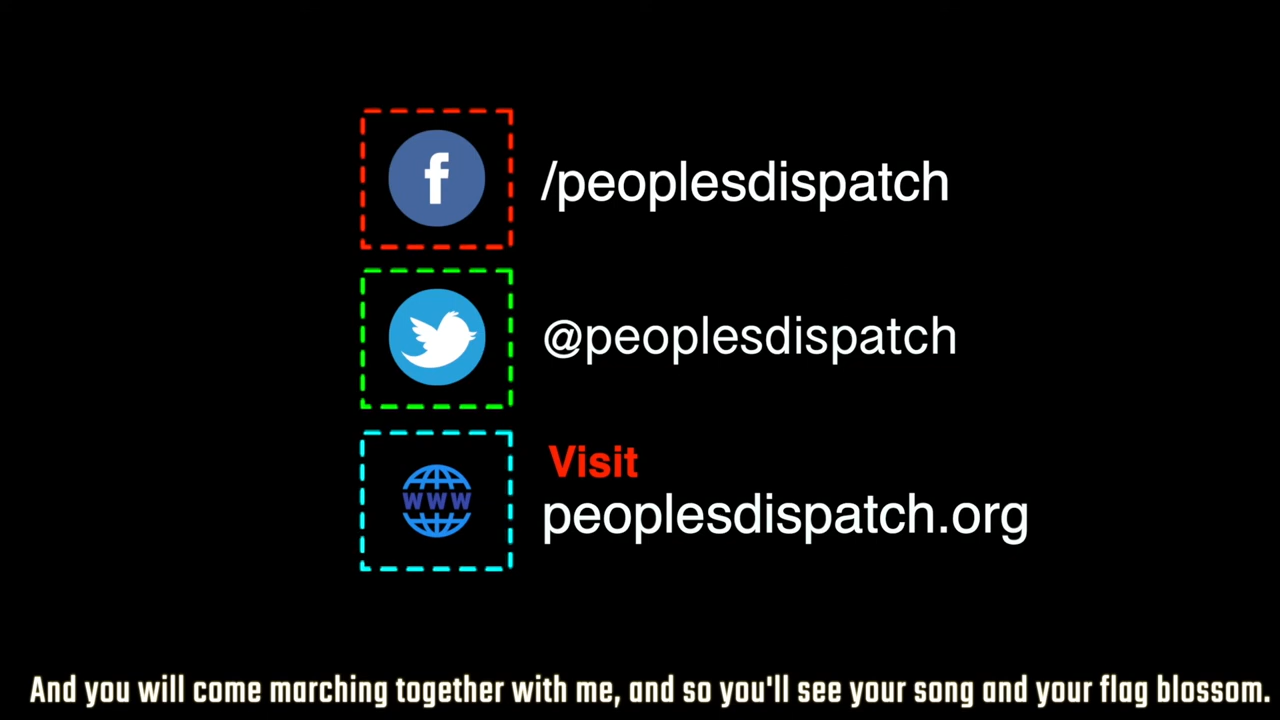 f
/peoplesdispatch
@peoplesdispatch
Visit
WWW
peoplesdispatch.org
And you will come marching together with me, and so you'll see your song and your flag blossom.